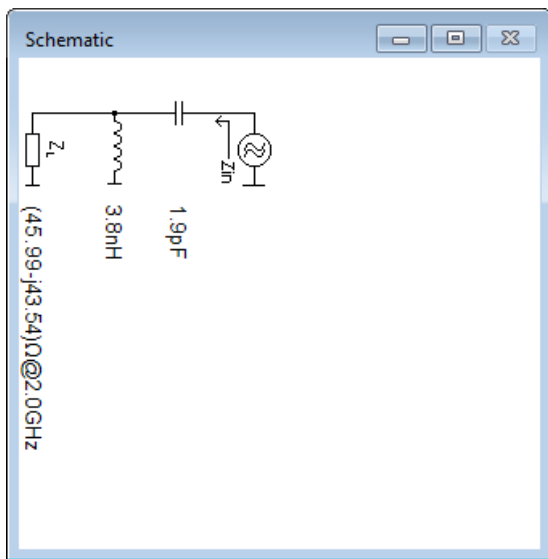 Schematic
ZL
Zin
1.9pF
3.8nH
(45.99-j43.54)Ω@2.0GHz